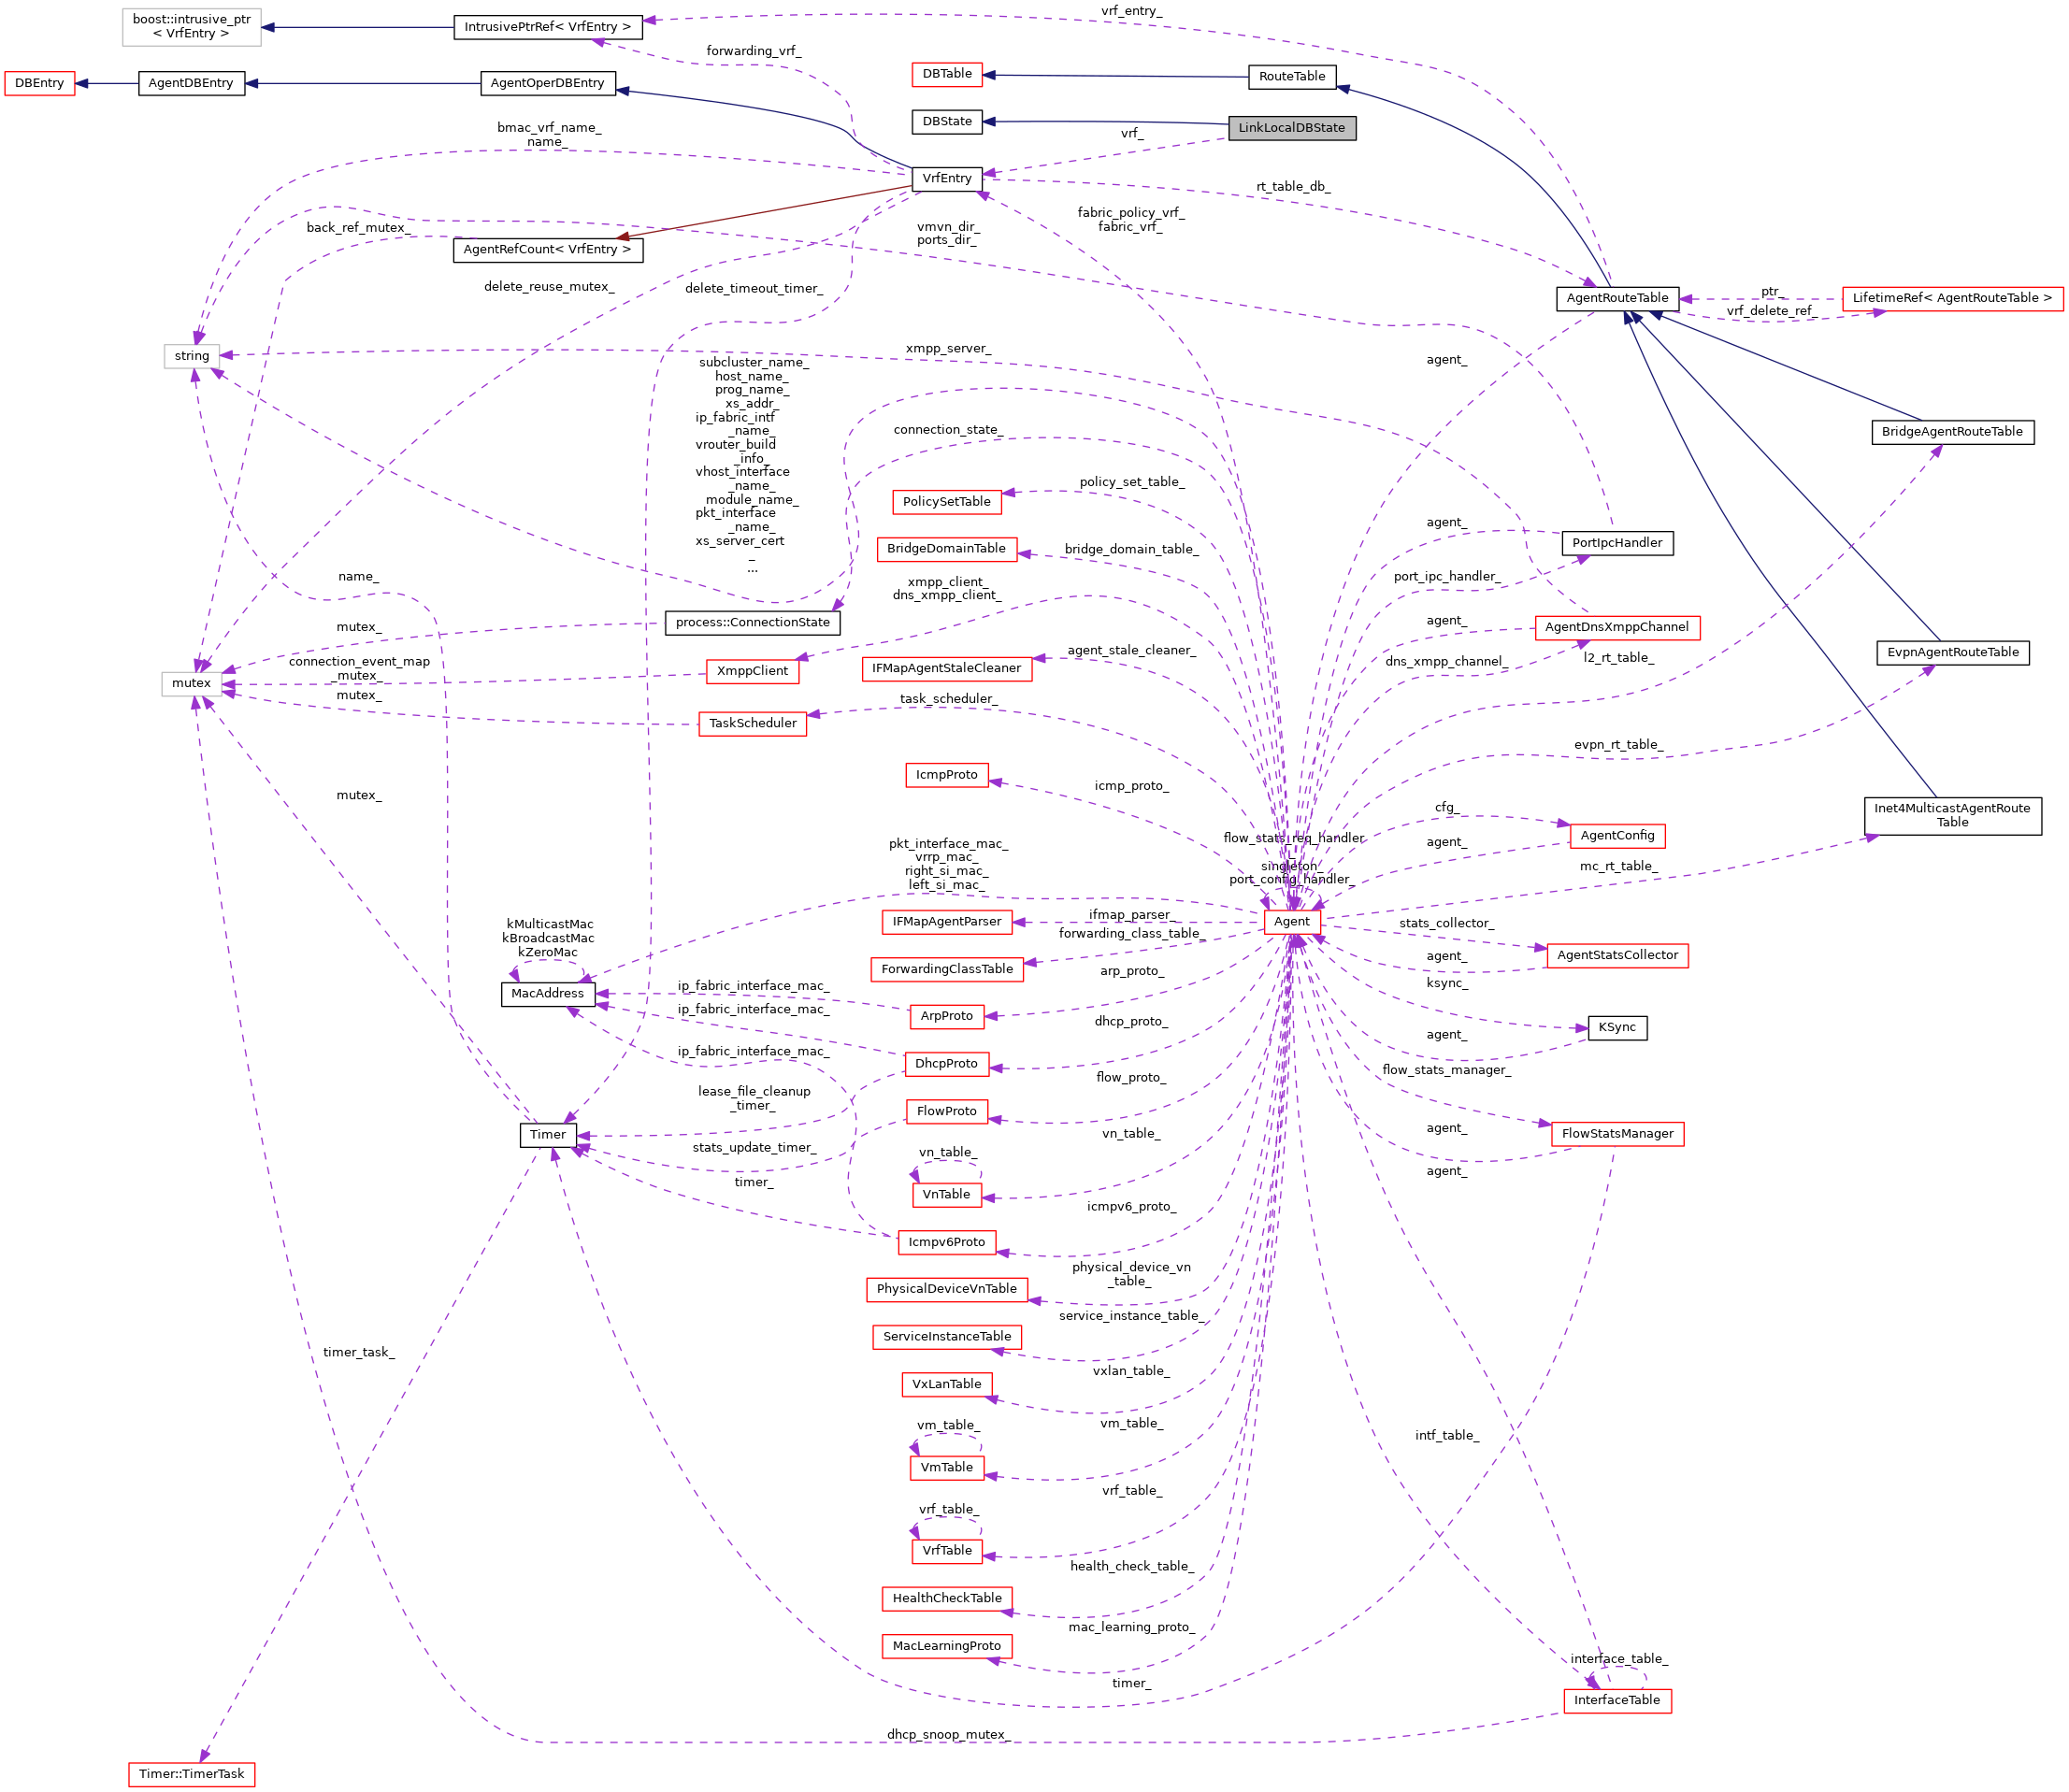 vrf_entry_
boost::intrusive_ptr
< VrfEntry >
IntrusivePtrRef< VrfEntry >
forwarding_vrf_
DBEntry
AgentDBEntry
AgentOperDBEntry
DBTable
RouteTable
DBState
LinkLocalDBState
bmac_vrf_name_
name_
vrf_
VrfEntry
rt_table_db_
back_ref_mutex_
AgentRefCount< VrfEntry >
vmvn_dir_
ports_dir_
fabric_policy_vrf_
fabric_vrf_
delete_reuse_mutex_
delete_timeout_timer_
AgentRouteTable
ptr_
vrf_delete_ref_
LifetimeRef< AgentRouteTable >
string
xmpp_server_
agent_
subcluster_name_
host_name_
prog_name_
xs_addr_
ip_fabric_intf
_name_
vrouter_build
_info_
vhost_interface
_name_
module_name_
pkt_interface
_name_
xs_server_cert
_
...
connection_state_
BridgeAgentRouteTable
policy_set_table_
PolicySetTable
agent_
PortIpcHandler
BridgeDomainTable
bridge_domain_table_
port_ipc_handler_
name_
xmpp_client_
dns_xmpp_client_
process::ConnectionState
mutex_
agent_
AgentDnsXmppChannel
EvpnAgentRouteTable
agent_stale_cleaner_
IFMapAgentStaleCleaner
dns_xmpp_channel_
l2_rt_table_
connection_event_map
_mutex_
XmppClient
mutex
mutex_
TaskScheduler
task_scheduler_
evpn_rt_table_
IcmpProto
icmp_proto_
mutex_
cfg_
AgentConfig
Inet4MulticastAgentRoute
Table
flow_stats_req_handler
_
singleton_
port_config_handler_
agent_
mc_rt_table_
pkt_interface_mac_
vrrp_mac_
right_si_mac_
left_si_mac_
Agent
IFMapAgentParser
ifmap_parser_
forwarding_class_table_
stats_collector_
kMulticastMac
kBroadcastMac
kZeroMac
MacAddress
ForwardingClassTable
agent_
AgentStatsCollector
arp_proto_
ksync_
ip_fabric_interface_mac_
ip_fabric_interface_mac_
ArpProto
dhcp_proto_
KSync
agent_
ip_fabric_interface_mac_
DhcpProto
flow_stats_manager_
flow_proto_
lease_file_cleanup
_timer_
FlowProto
Timer
stats_update_timer_
vn_table_
agent_
FlowStatsManager
vn_table_
VnTable
agent_
timer_
icmpv6_proto_
Icmpv6Proto
physical_device_vn
_table_
PhysicalDeviceVnTable
service_instance_table_
ServiceInstanceTable
timer_task_
vxlan_table_
VxLanTable
vm_table_
vm_table_
intf_table_
VmTable
vrf_table_
vrf_table_
VrfTable
health_check_table_
HealthCheckTable
mac_learning_proto_
MacLearningProto
interface_table_
timer_
InterfaceTable
dhcp_snoop_mutex_
Timer::TimerTask